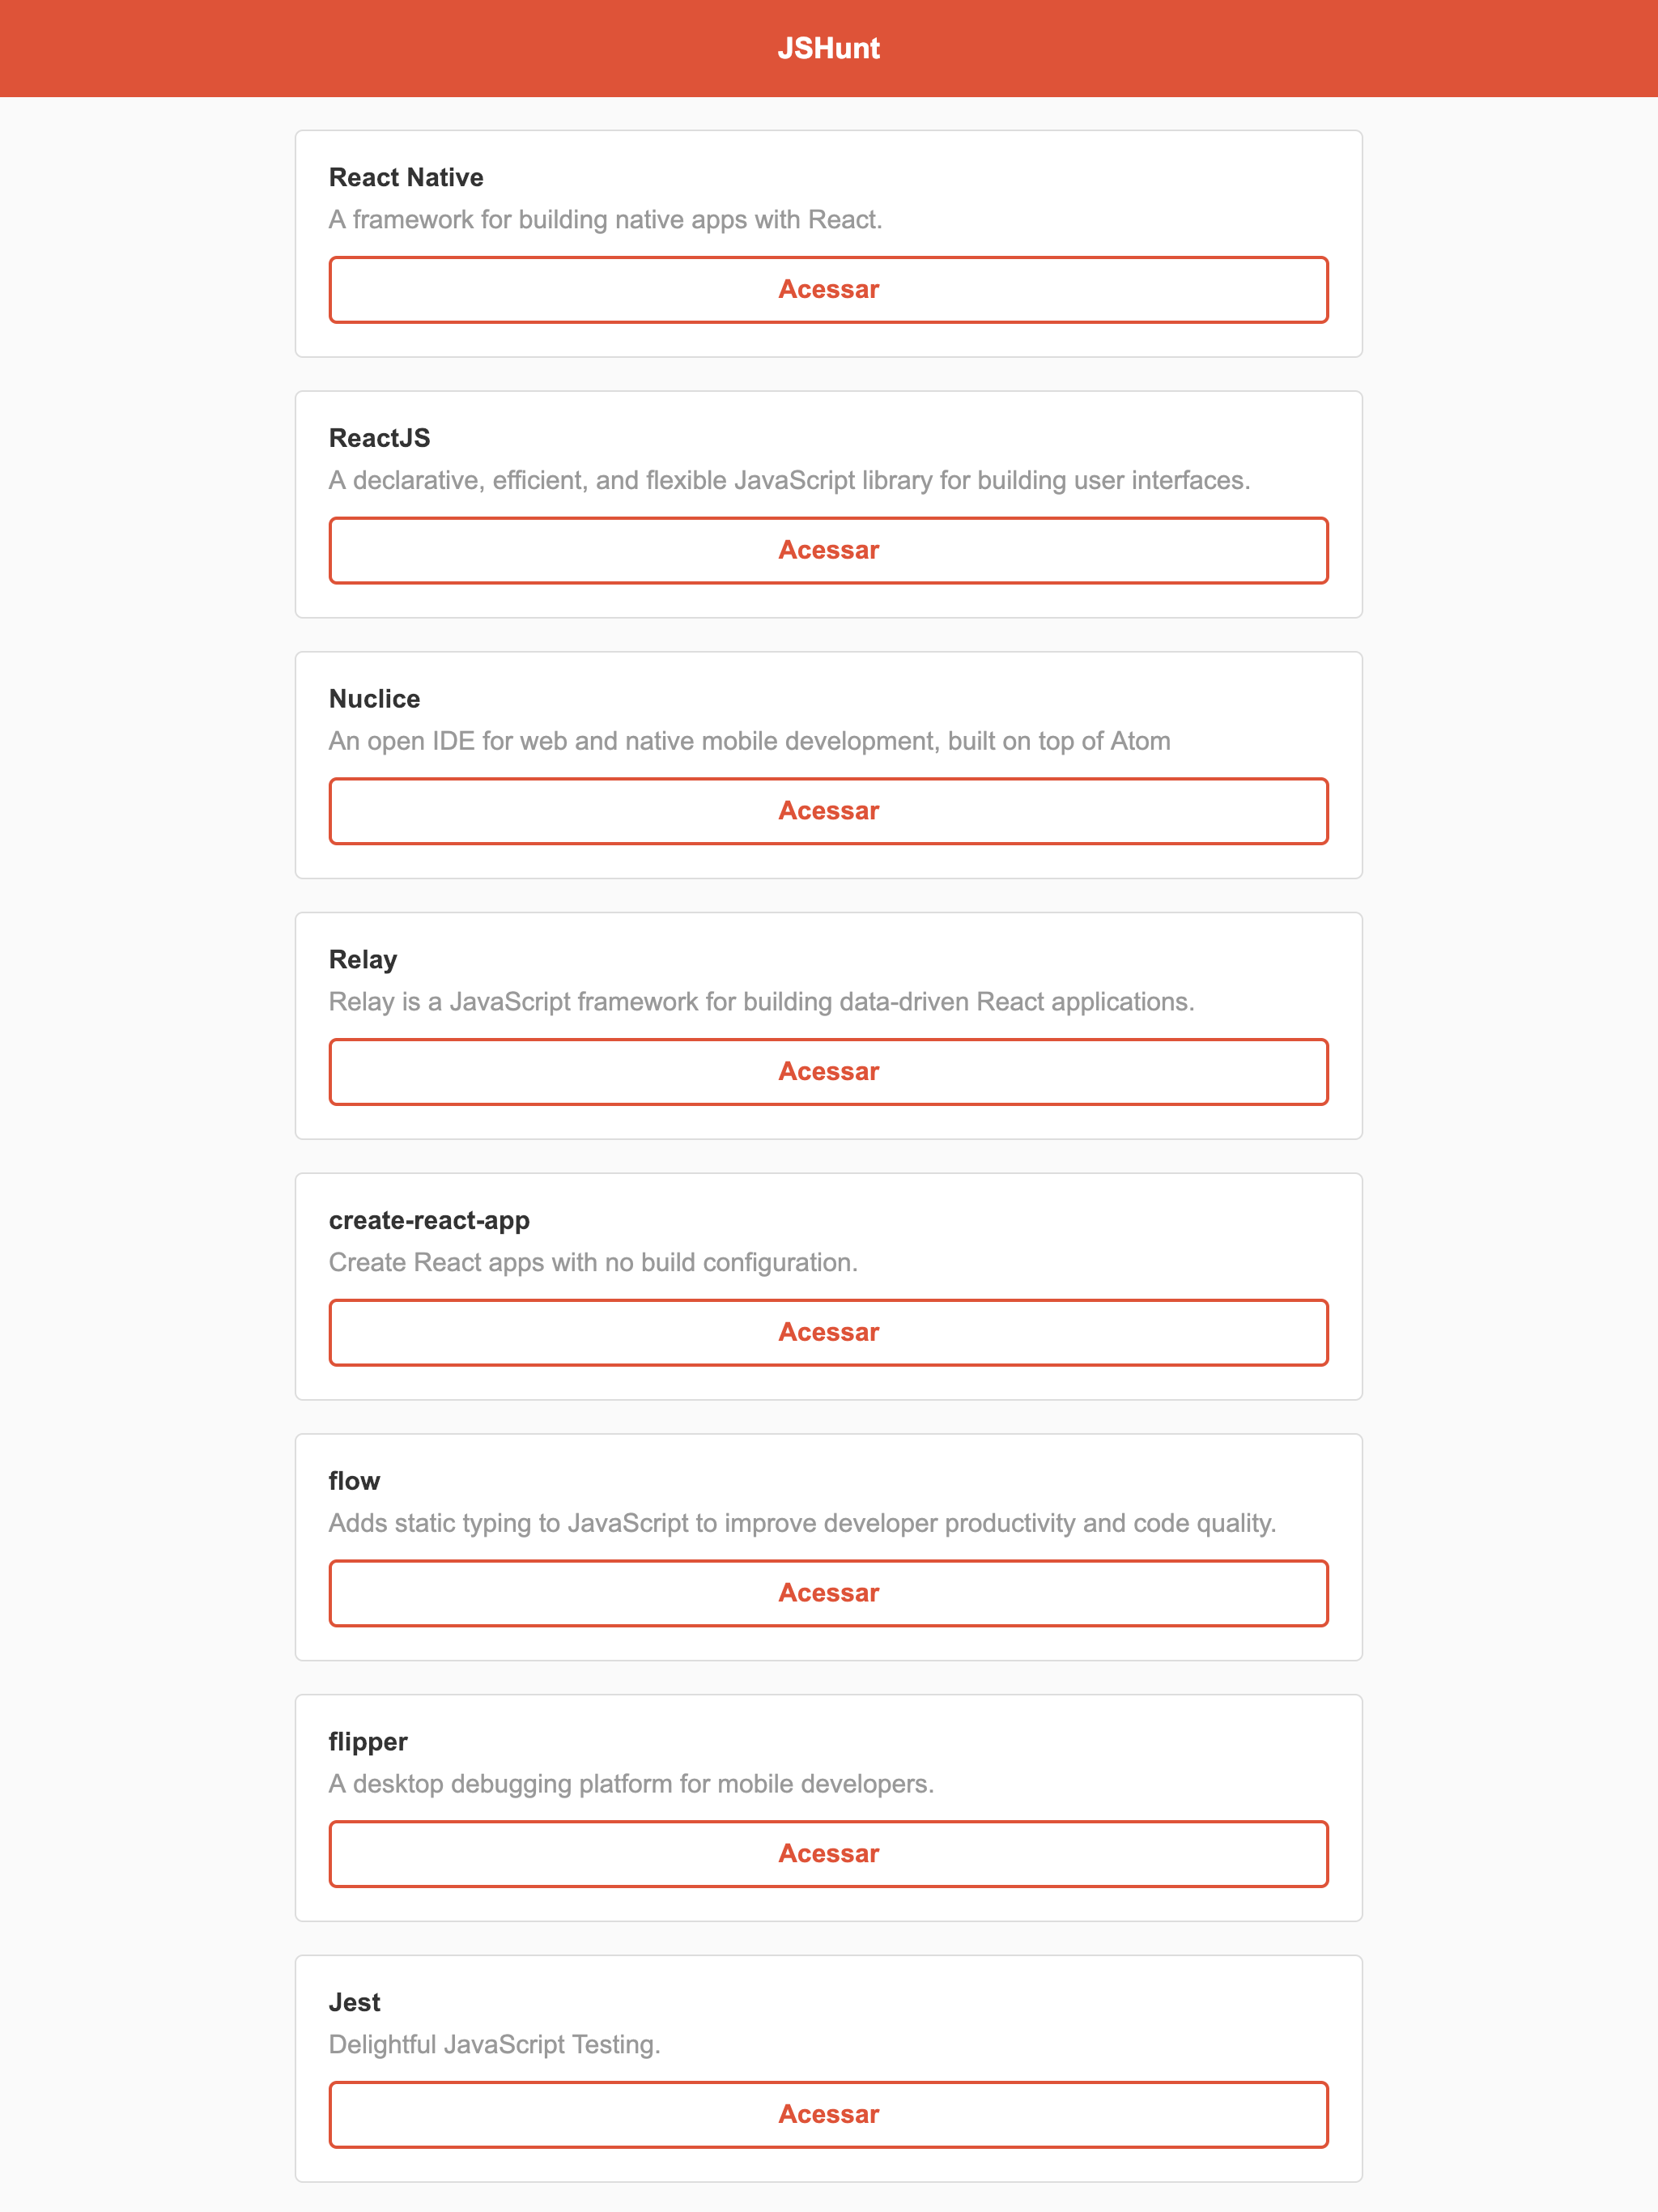 JSHunt
React Native
A framework for building native apps with React.
Acessar
ReactJS
A declarative, efficient, and flexible JavaScript library for building user interfaces.
Acessar
Nuclice
An open IDE for web and native mobile development, built on top of Atom
Acessar
Relay
Relay is a JavaScript framework for building data-driven React applications.
Acessar
create-react-app
Create React apps with no build configuration.
Acessar
flow
Adds static typing to JavaScript to improve developer productivity and code quality.
Acessar
flipper
A desktop debugging platform for mobile developers.
Acessar
Jest
Delightful JavaScript Testing.
Acessar